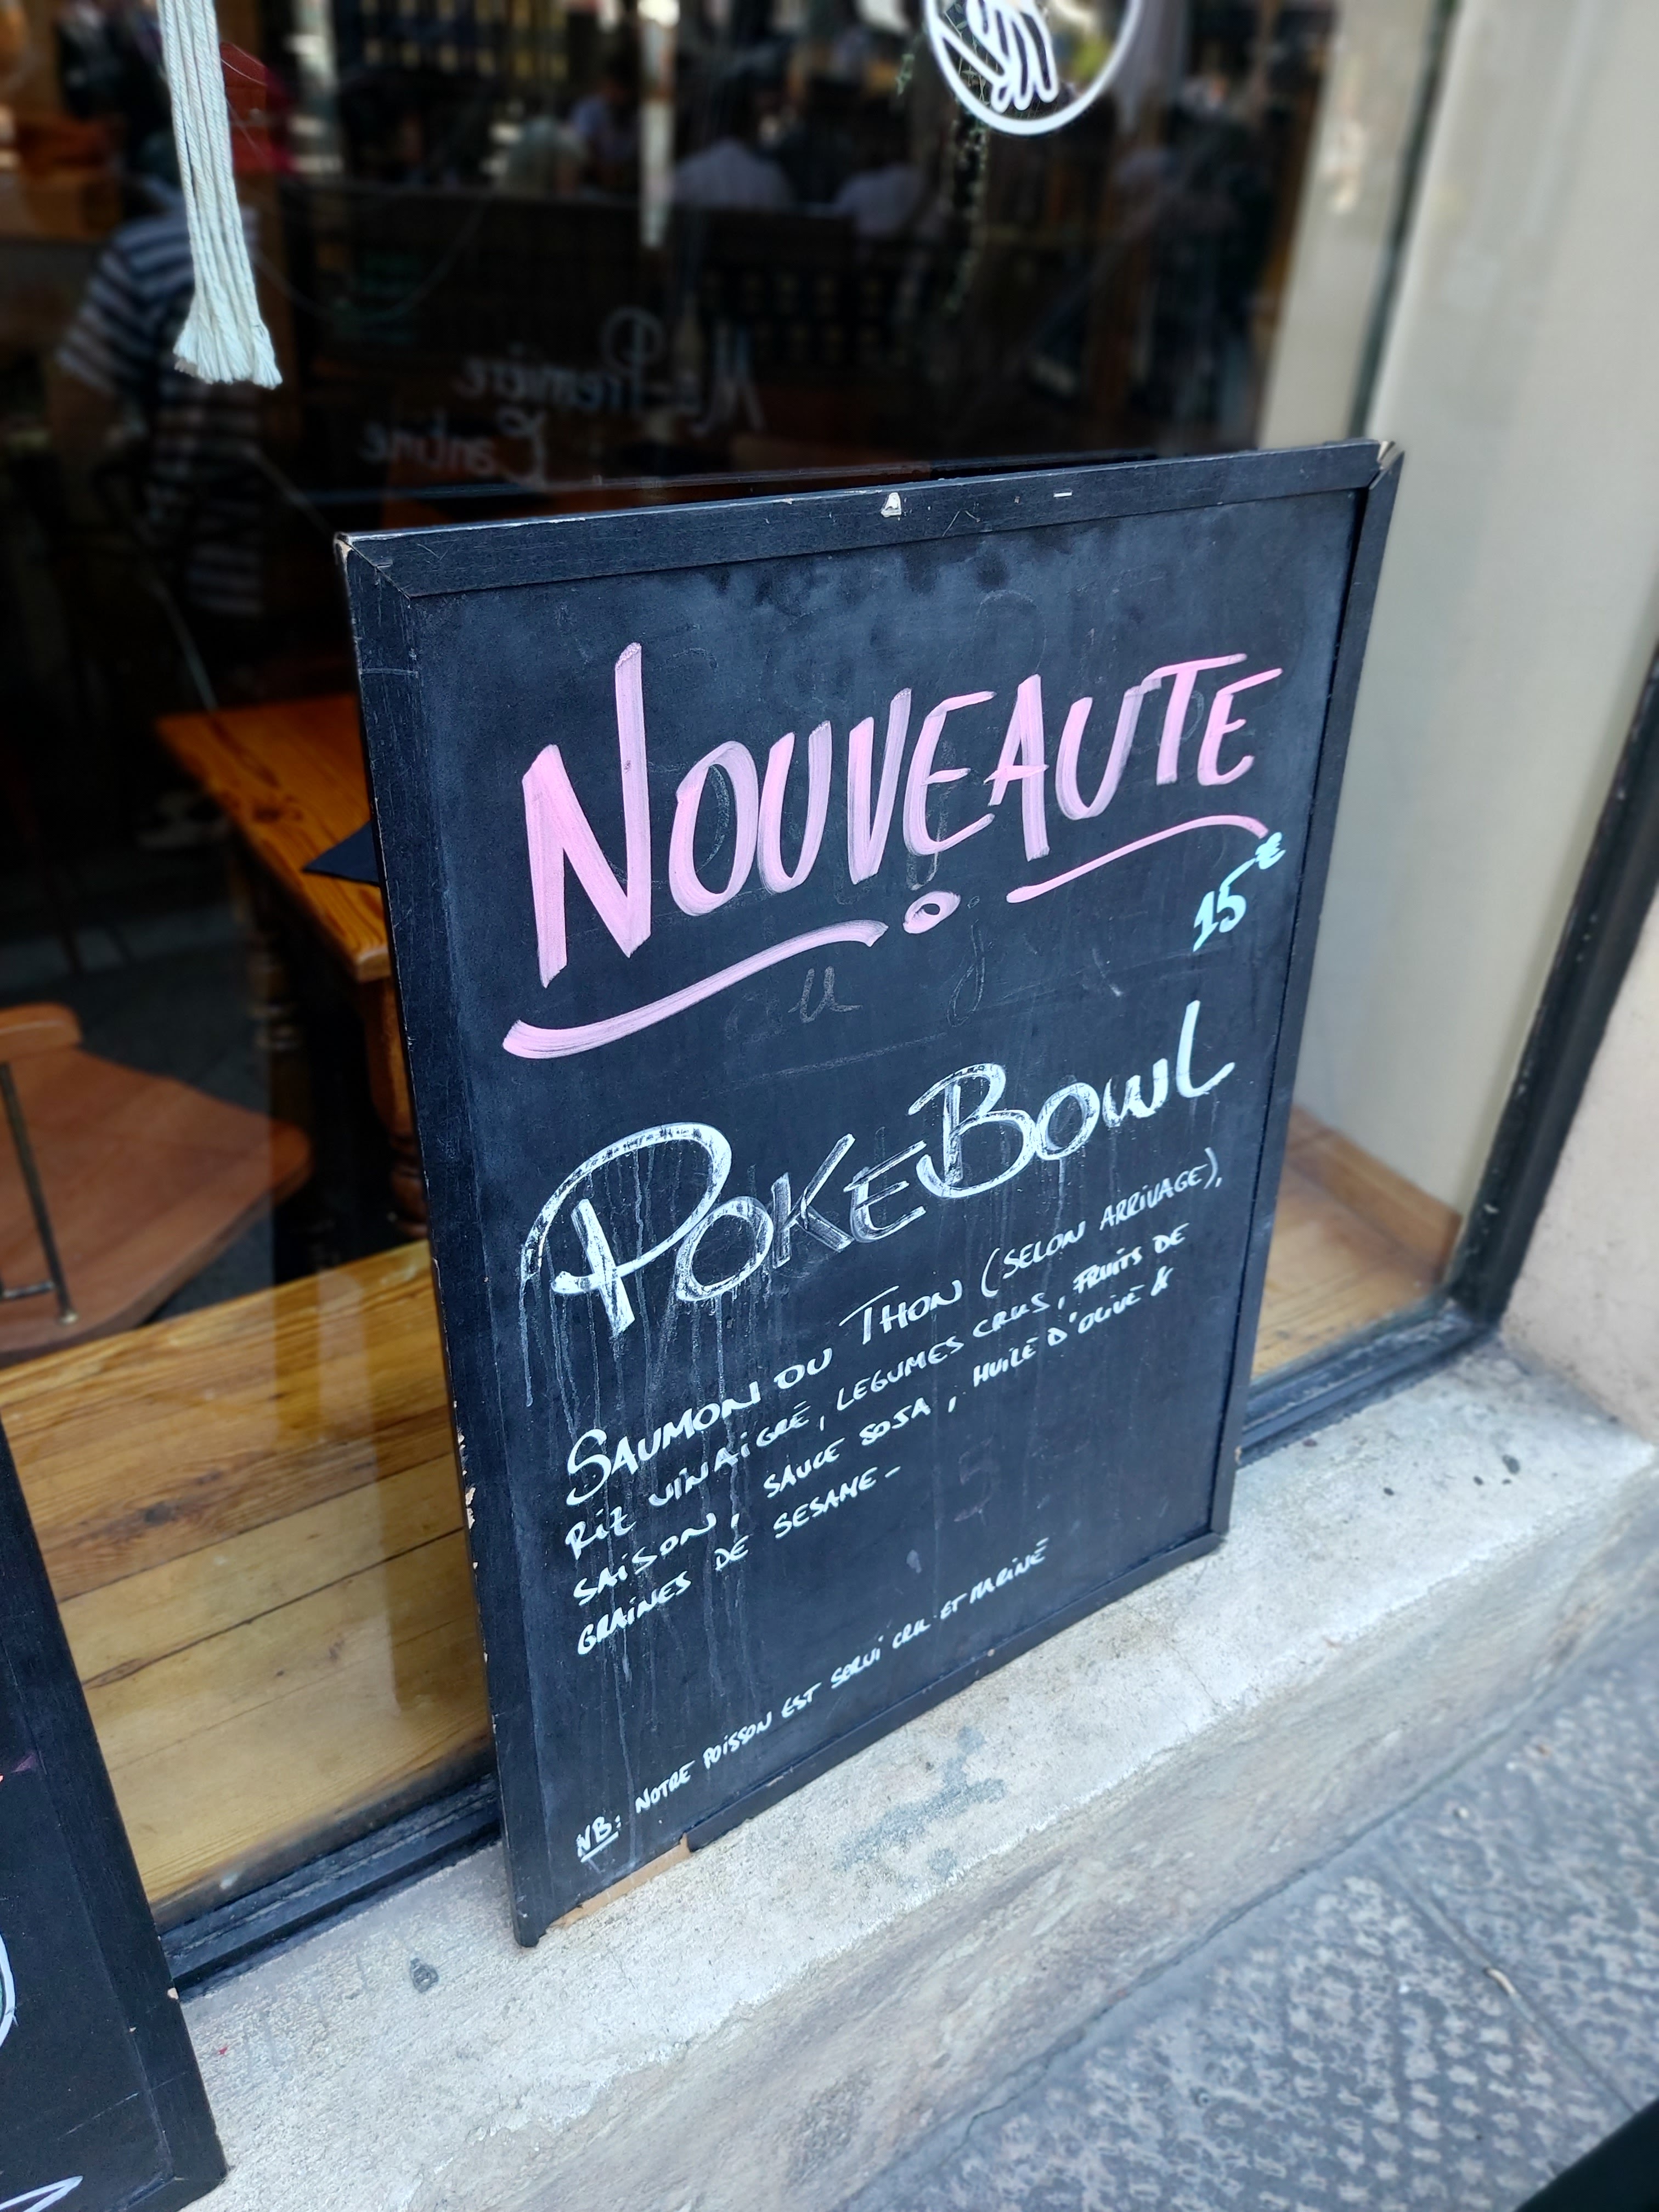 NOUVEAUTE
15€
POKEBOWL
SAUMON OU THON (SELON ARRIVAGE),
RIZ VINAIGRÉ, LEGUMES CRUS, FRUITS DE
SAISON, SAUCE SOJA, HUILE D'OLIVE &
GRAINES DE SESAME-
NB: NOTRE POISSON EST SERVI CRU ET MARINÉ